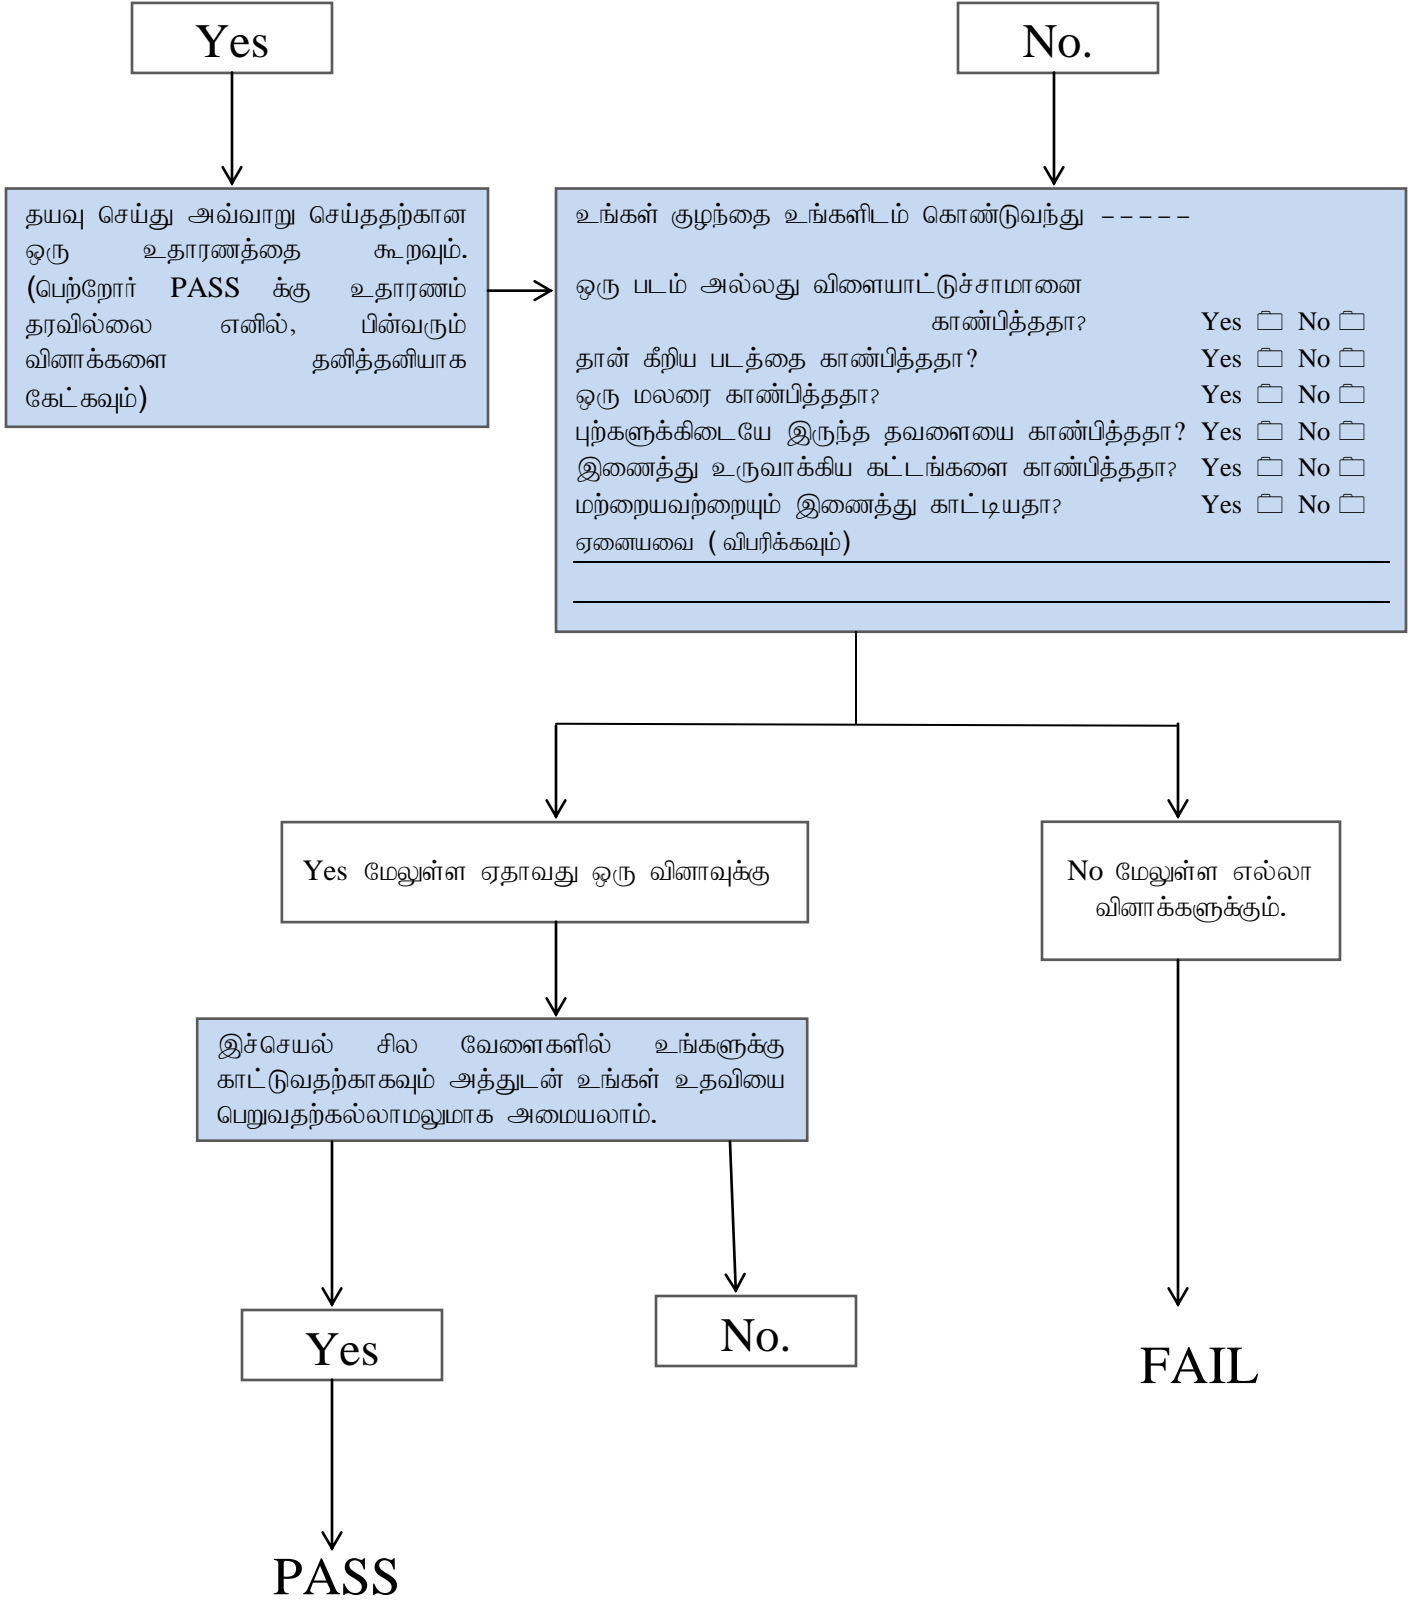 Yes
No.
தயவு செய்து அவ்வாறு செய்ததற்கான
ஒரு உதாரணத்தை கூறவும்.
(பெற்றோர் PASS க்கு உதாரணம்
தரவில்லை எனில், பின்வரும்
வினாக்களை தனித்தனியாக
கேட்கவும்)
உங்கள் குழந்தை உங்களிடம் கொண்டுவந்து -----
ஒரு படம் அல்லது விளையாட்டுச்சாமானை
காண்பித்ததா? Yes No
தான் கீறிய படத்தை காண்பித்ததா? Yes No
ஒரு மலரை காண்பித்ததா? Yes No
புற்களுக்கிடையே இருந்த தவளையை காண்பித்ததா? Yes No
இணைத்து உருவாக்கிய கட்டங்களை காண்பித்ததா? Yes No
மற்றையவற்றையும் இணைத்து காட்டியதா? Yes No
ஏனையவை (விபரிக்கவும்)
Yes மேலுள்ள ஏதாவது ஒரு வினாவுக்கு
No மேலுள்ள எல்லா
வினாக்களுக்கும்.
இச்செயல் சில வேளைகளில் உங்களுக்கு
காட்டுவதற்காகவும் அத்துடன் உங்கள் உதவியை
பெறுவதற்கல்லாமலுமாக அமையலாம்.
Yes
No.
FAIL
PASS